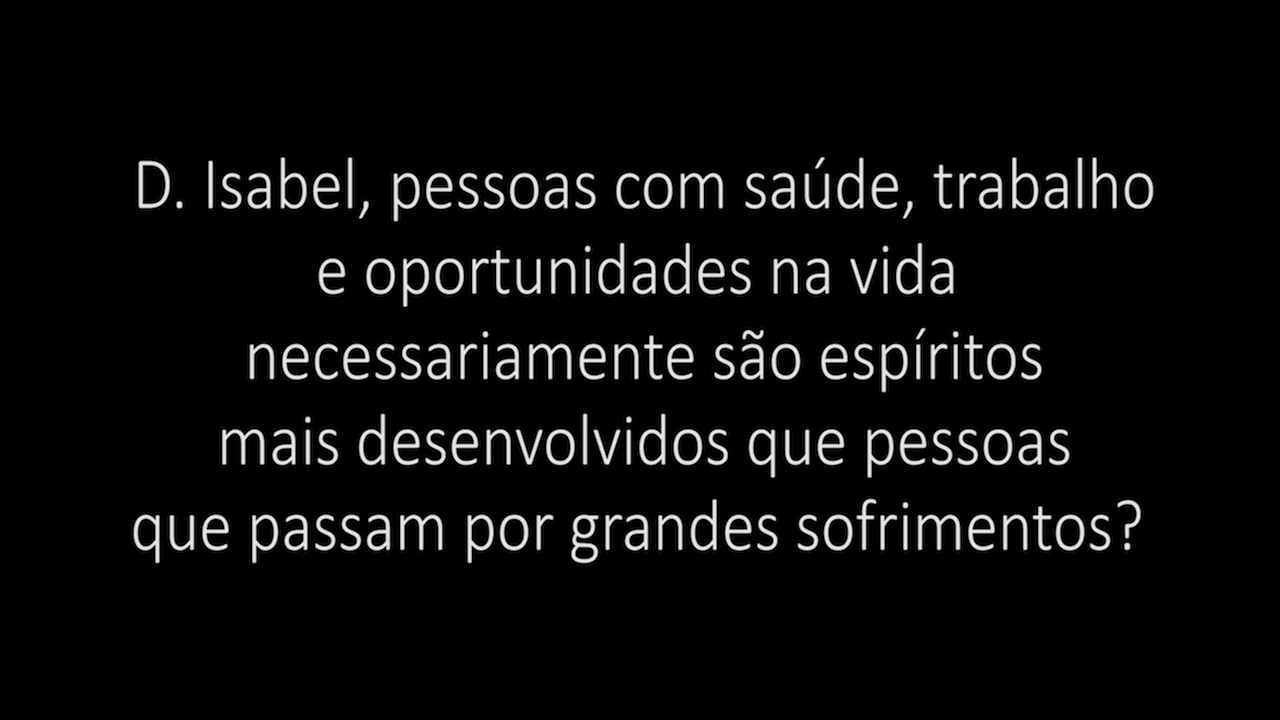 D. Isabel, pessoas com saúde, trabalho
e oportunidades na vida
necessariamente são espíritos
mais desenvolvidos que pessoas
que passam por grandes sofrimentos?